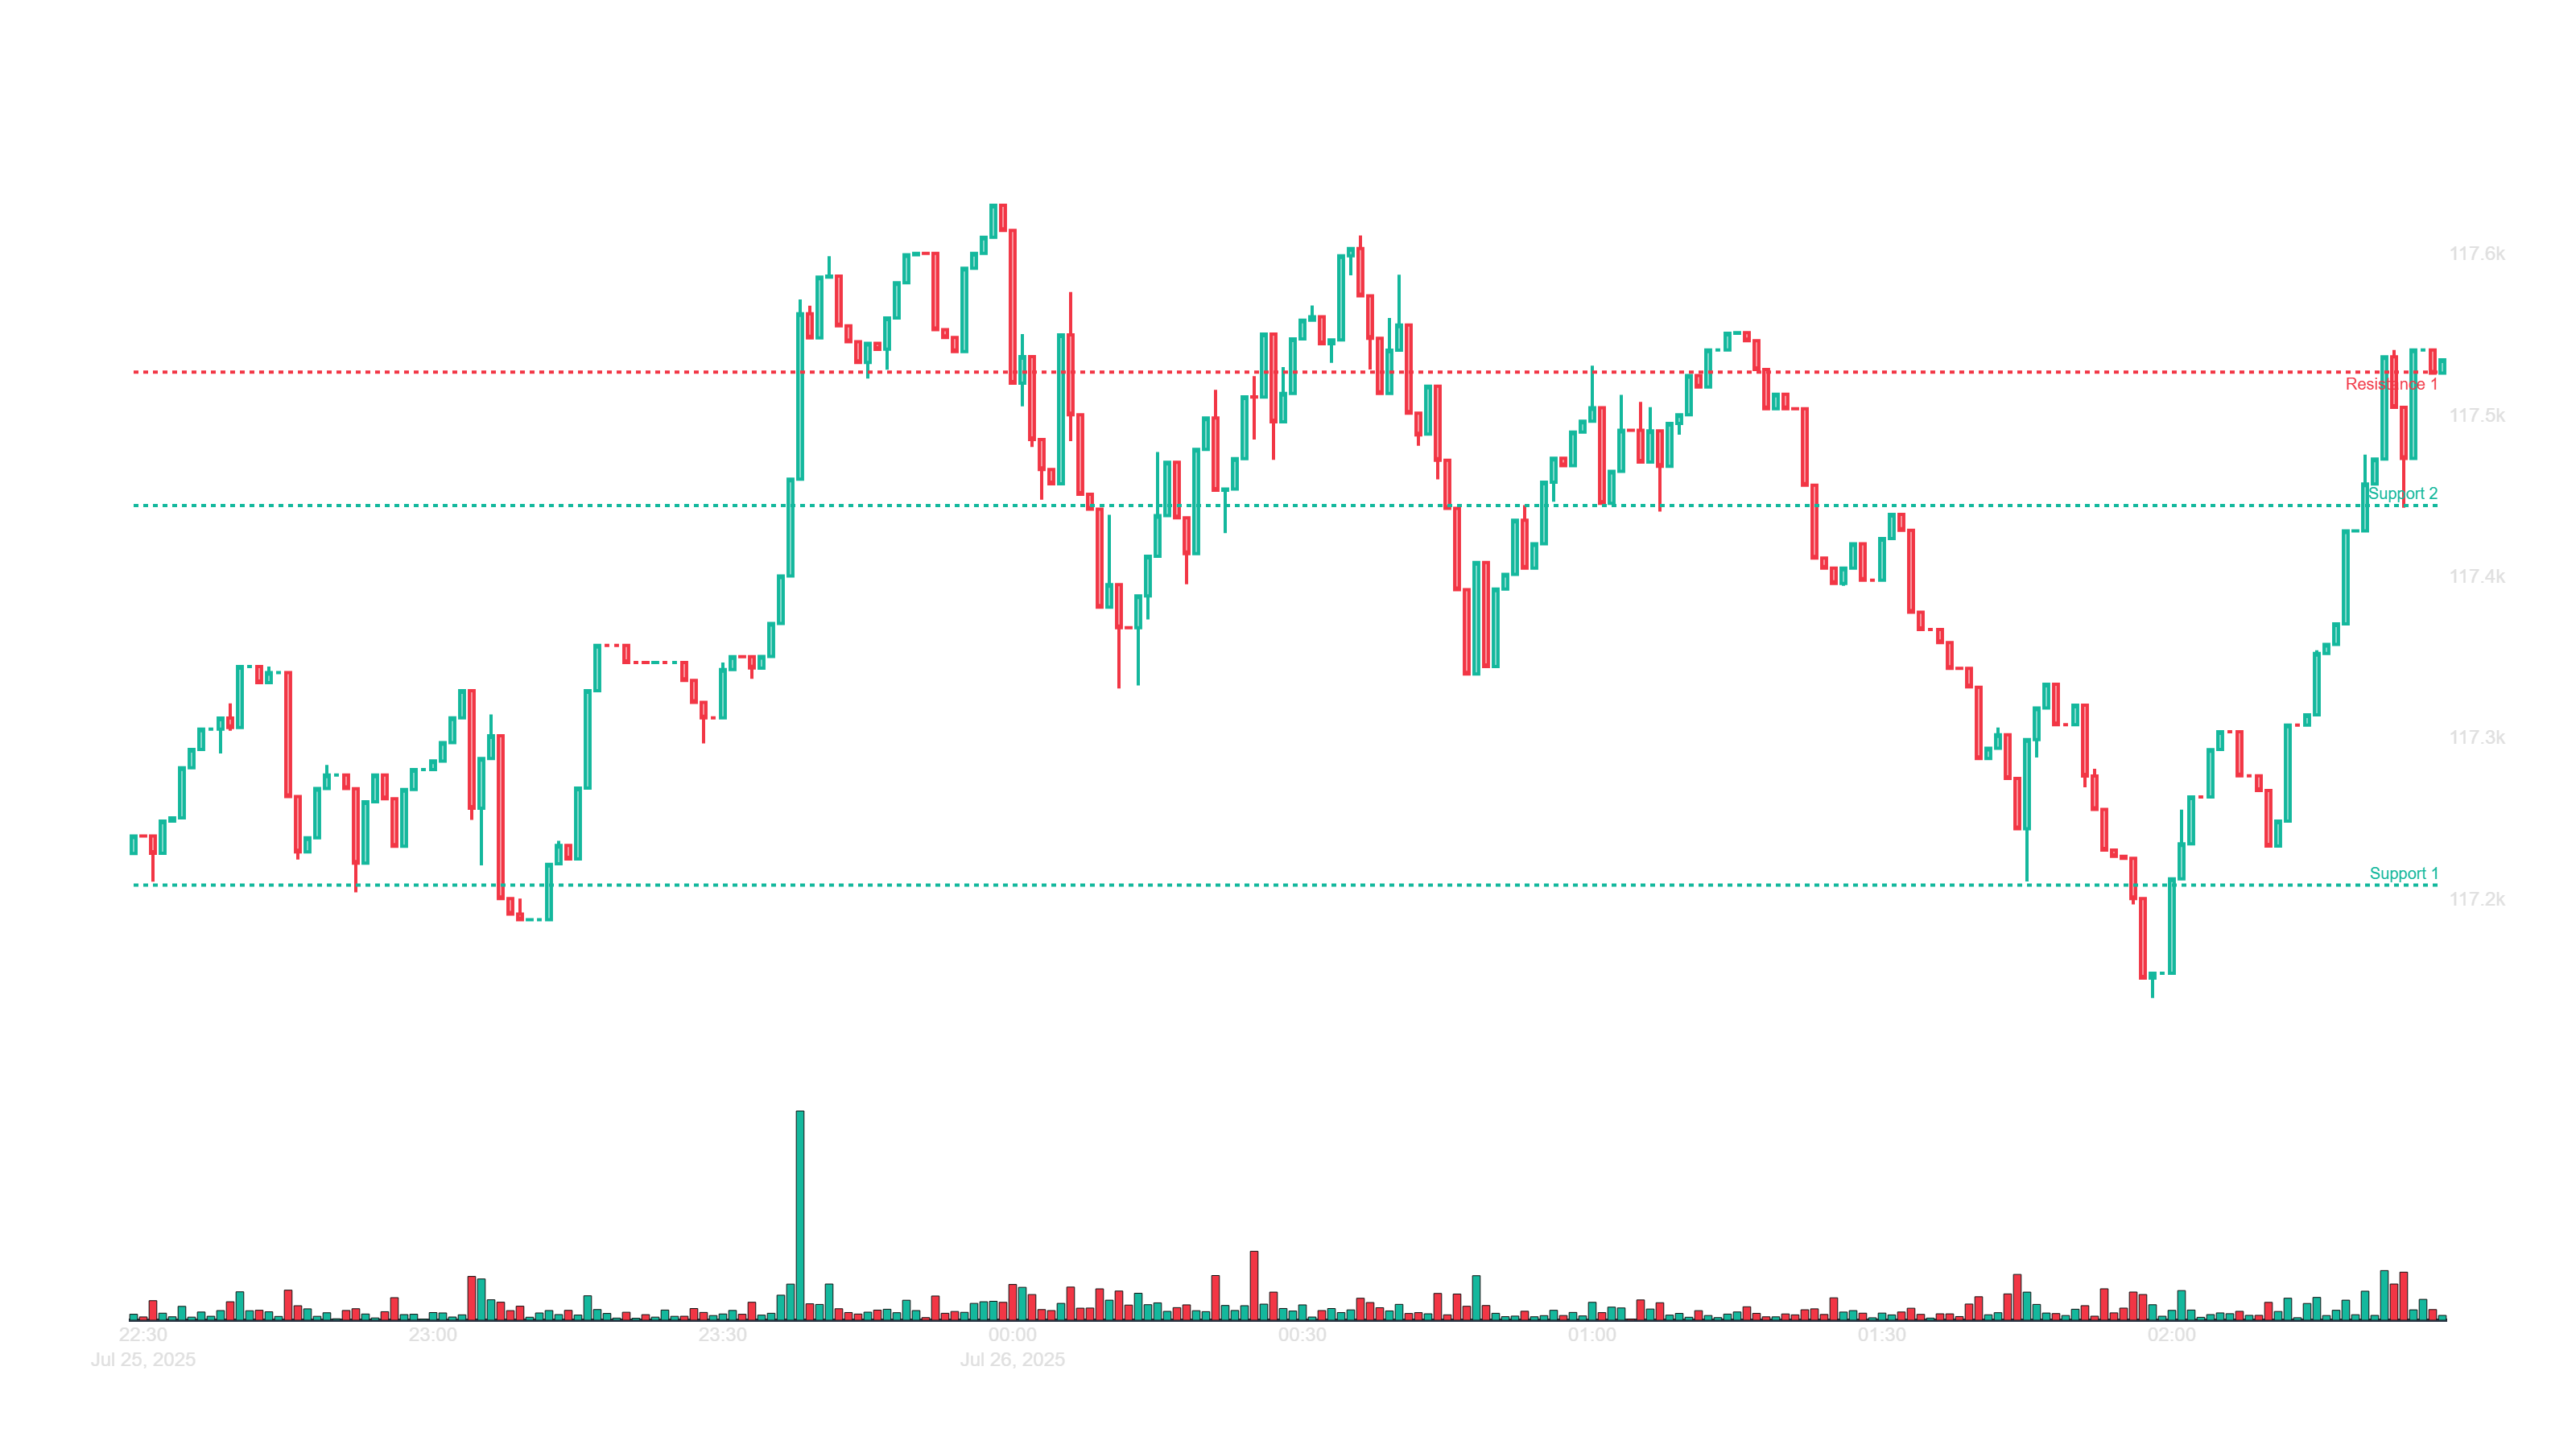 117.6k
Resistance 1
117.5k
Support 2
117.4k
117.3k
Support 1
117.2k
22:30 23:00 23:30 00:00 00:30 01:00 01:30 02:00
Jul 25, 2025 Jul 26, 2025